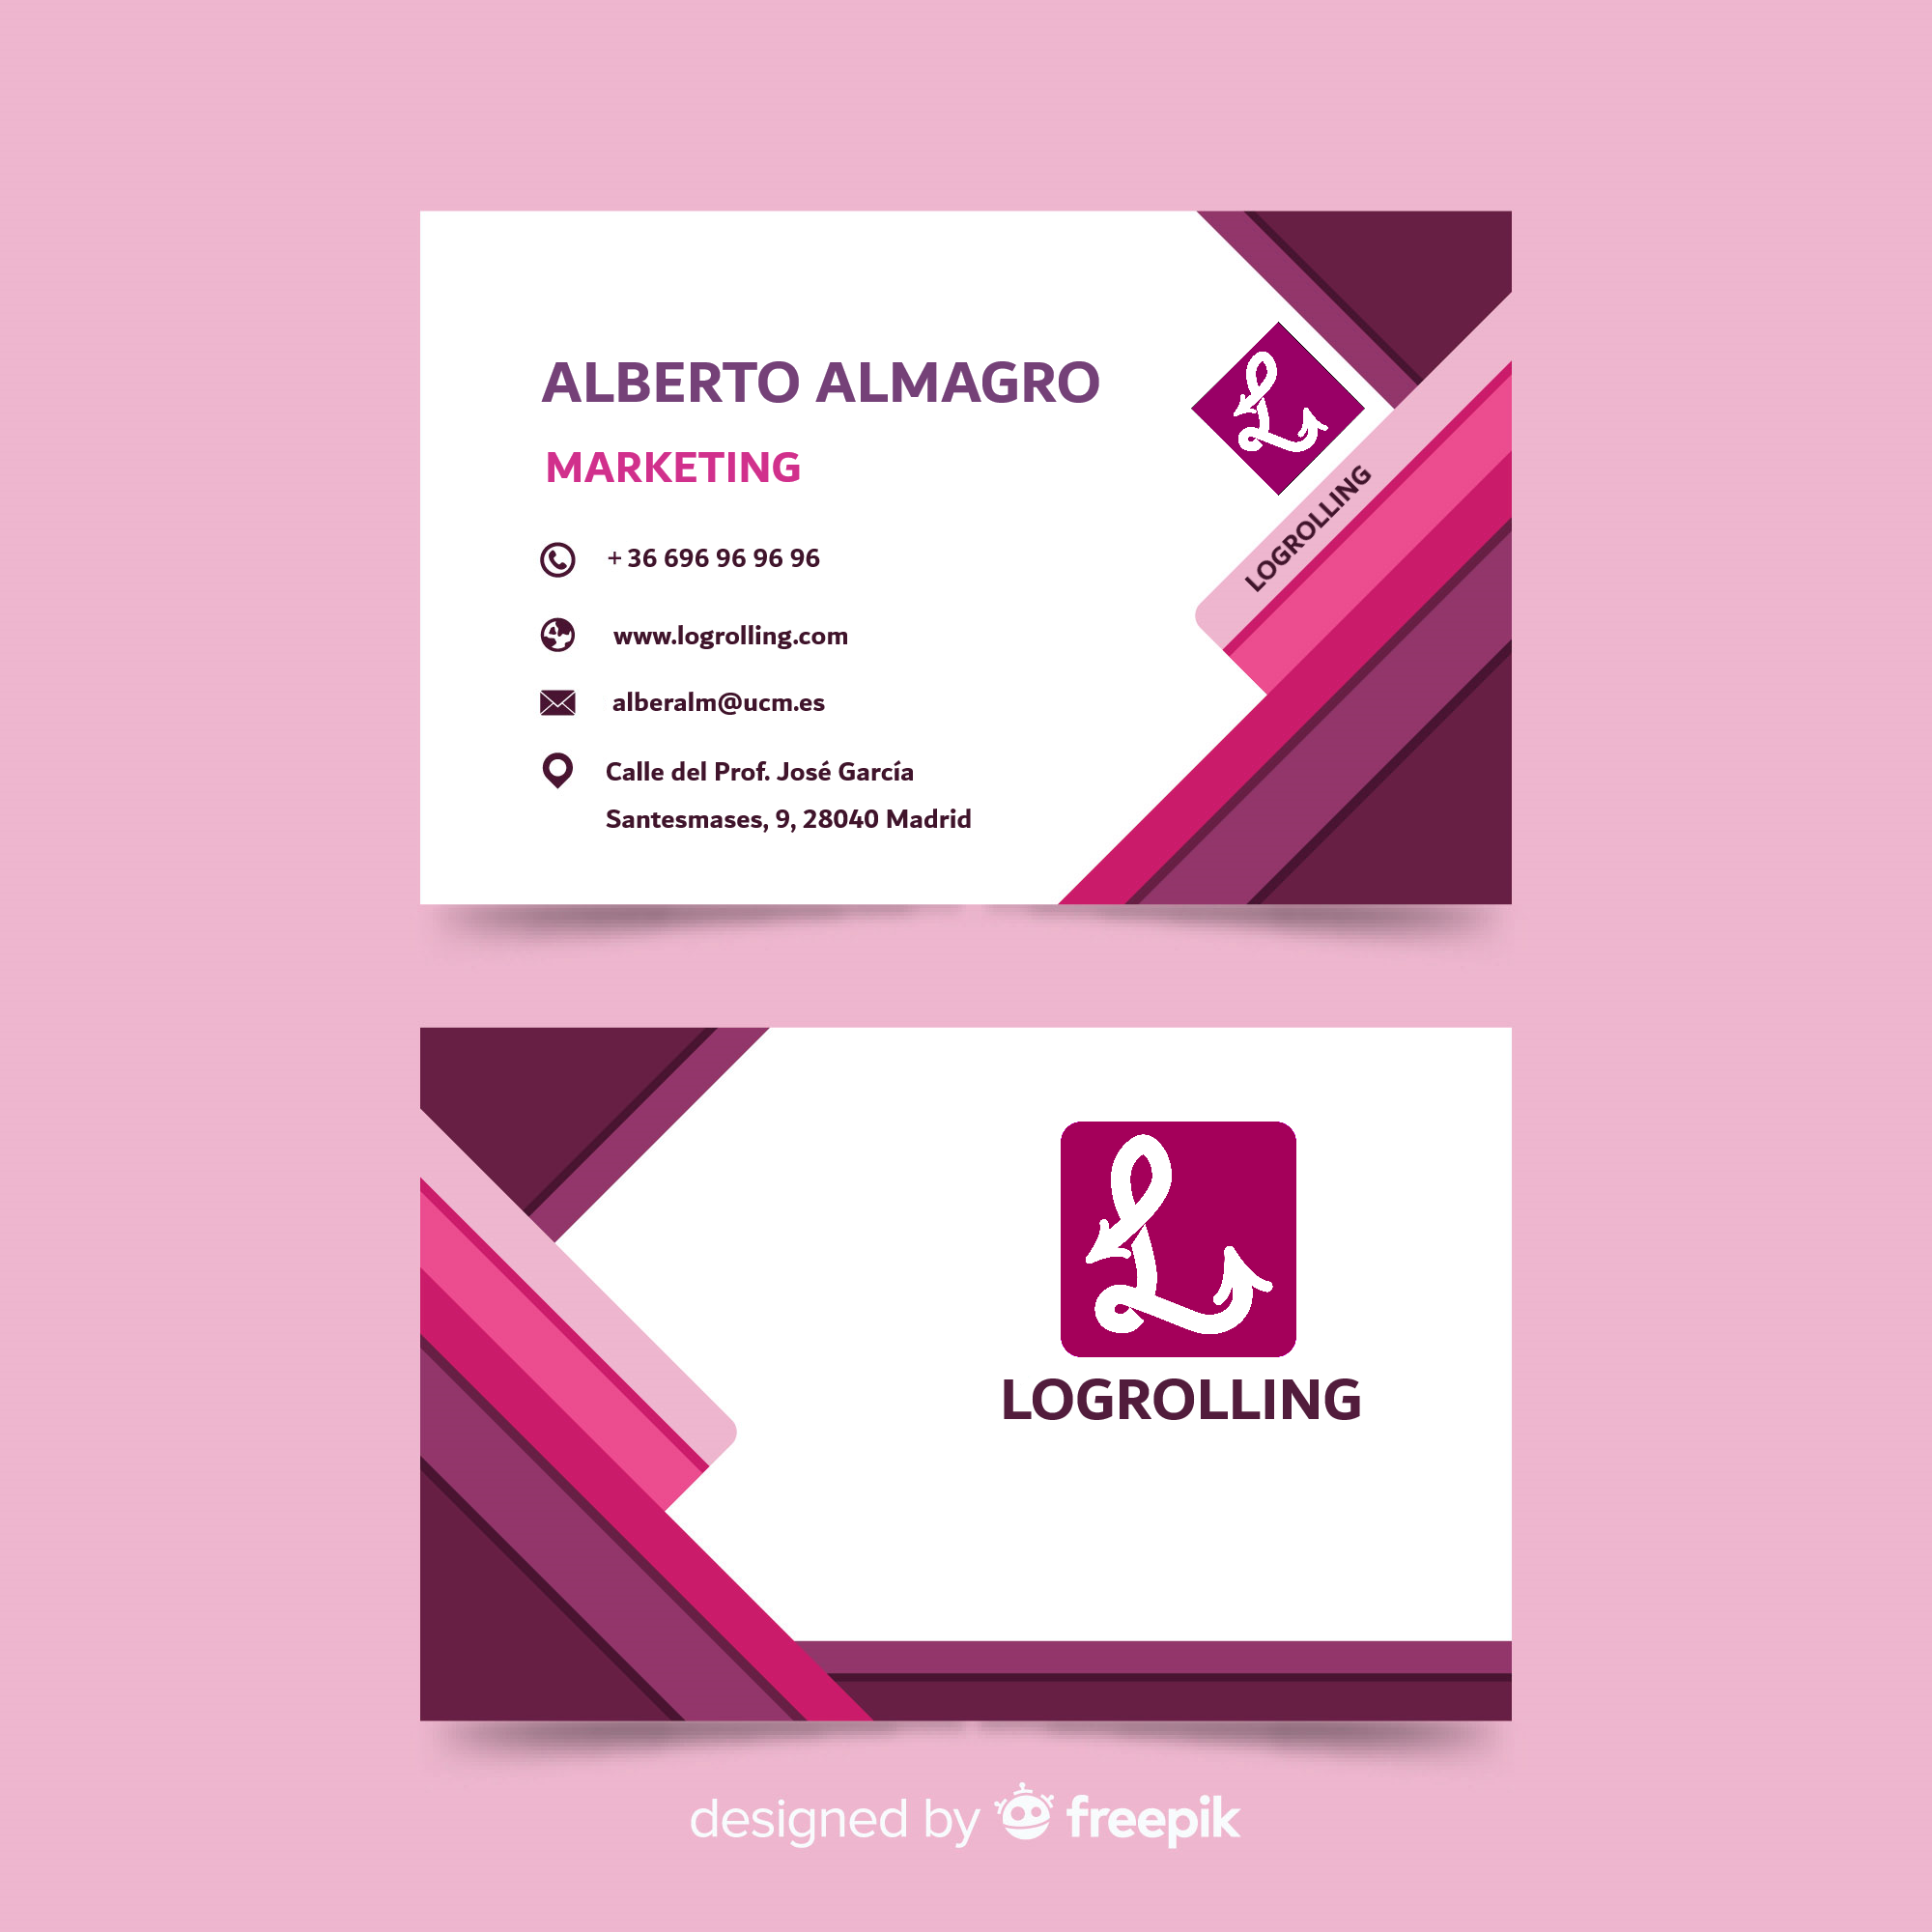 ALBERTO ALMAGRO
MARKETING
+ 36 696 96 96 96
www.logrolling.com
alberalm@ucm.es
Calle del Prof. José García
Santesmases, 9, 28040 Madrid
L
LOGROLLING
L
LOGROLLING
designed by freepik